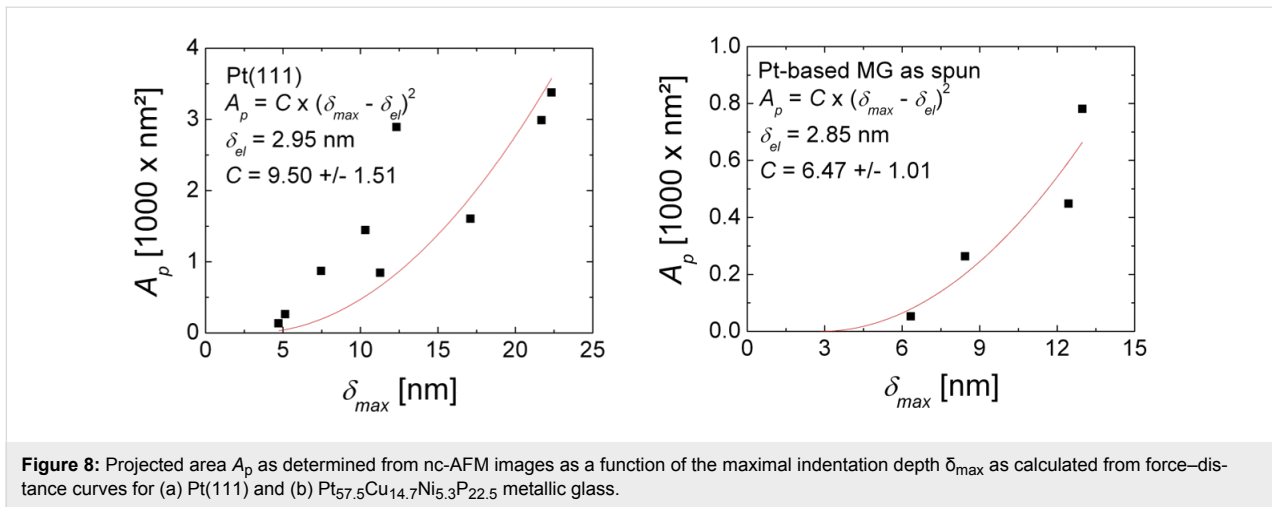 4
3
2
1
0
0
5
10
15
20
25
A_p [1000 x nm²]
δ_max [nm]
Pt(111)
A_p = C x (δ_max - δ_el)²
δ_el = 2.95 nm
C = 9.50 +/- 1.51
1.0
0.8
0.6
0.4
0.2
0.0
0
3
6
9
12
15
A_p [1000 x nm²]
δ_max [nm]
Pt-based MG as spun
A_p = C x (δ_max - δ_el)²
δ_el = 2.85 nm
C = 6.47 +/- 1.01
Figure 8: Projected area A_p as determined from nc-AFM images as a function of the maximal indentation depth δ_max as calculated from force–dis-
tance curves for (a) Pt(111) and (b) Pt57.5Cu14.7Ni5.3P22.5 metallic glass.